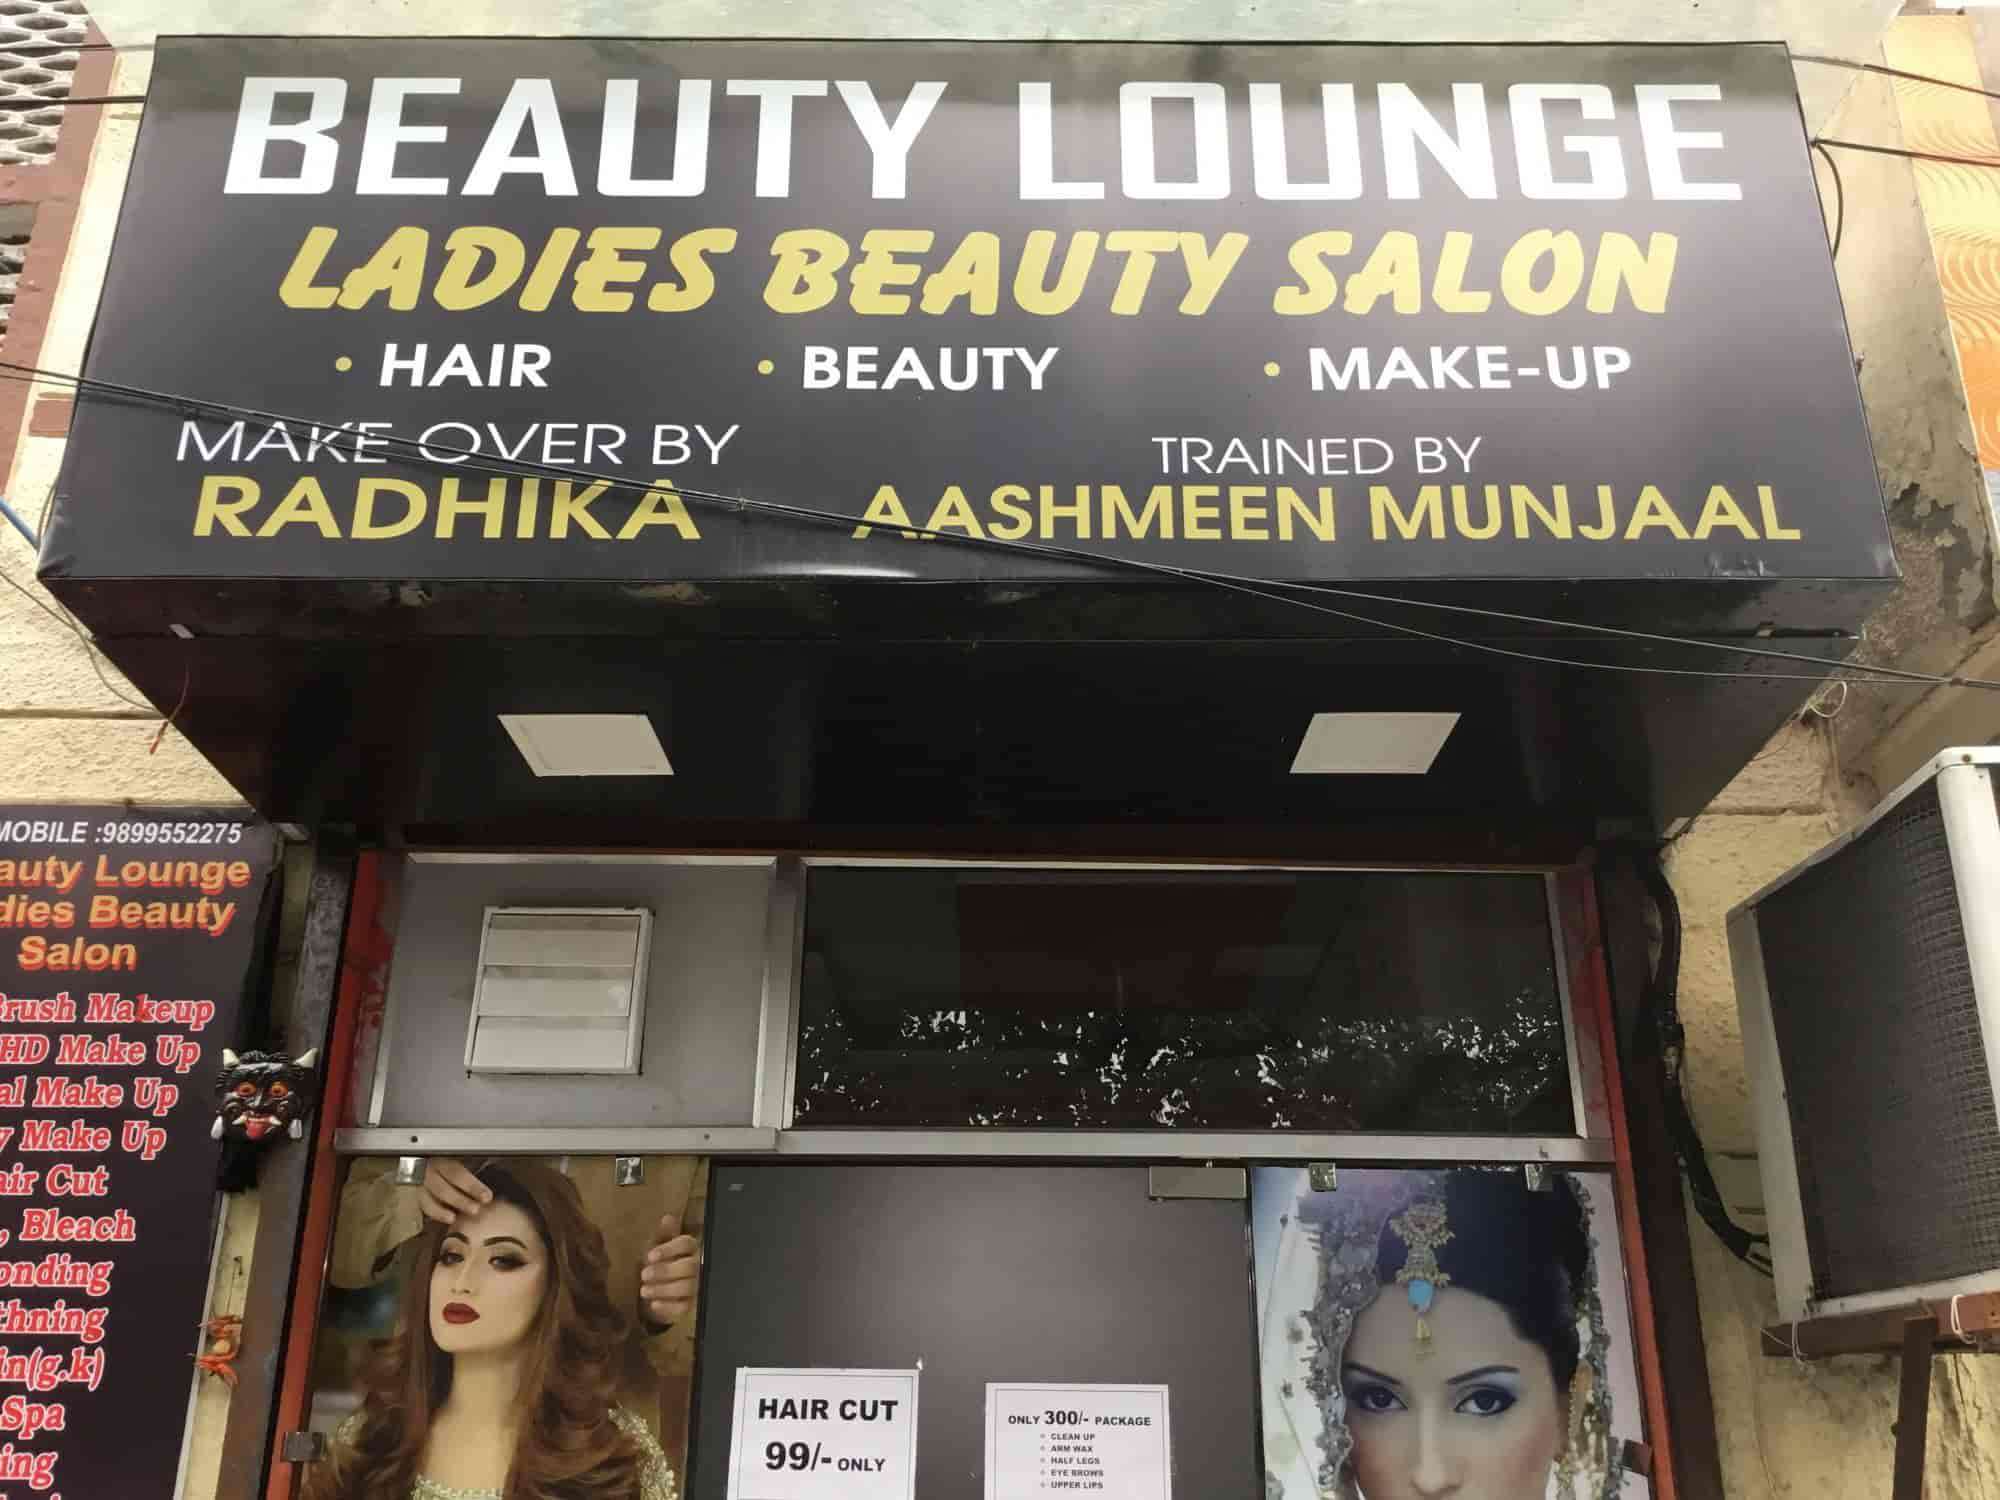 BEAUTY LOUNGE
LADIES BEAUTY SALON
• HAIR • BEAUTY • MAKE-UP
MAKE OVER BY
RADHIKA
TRAINED BY
AASHMEEN MUNJAAL
MOBILE :9899552275
auty Lounge
dies Beauty
Salon
Brush Makeup
HD Make Up
al Make Up
y Make Up
air Cut
, Bleach
onding
thning
in(g.k)
Spa
ing
HAIR CUT
99/- ONLY
ONLY 300/- PACKAGE
CLEAN UP
ARM WAX
HALF LEGS
EYE BROWS
UPPER LIPS